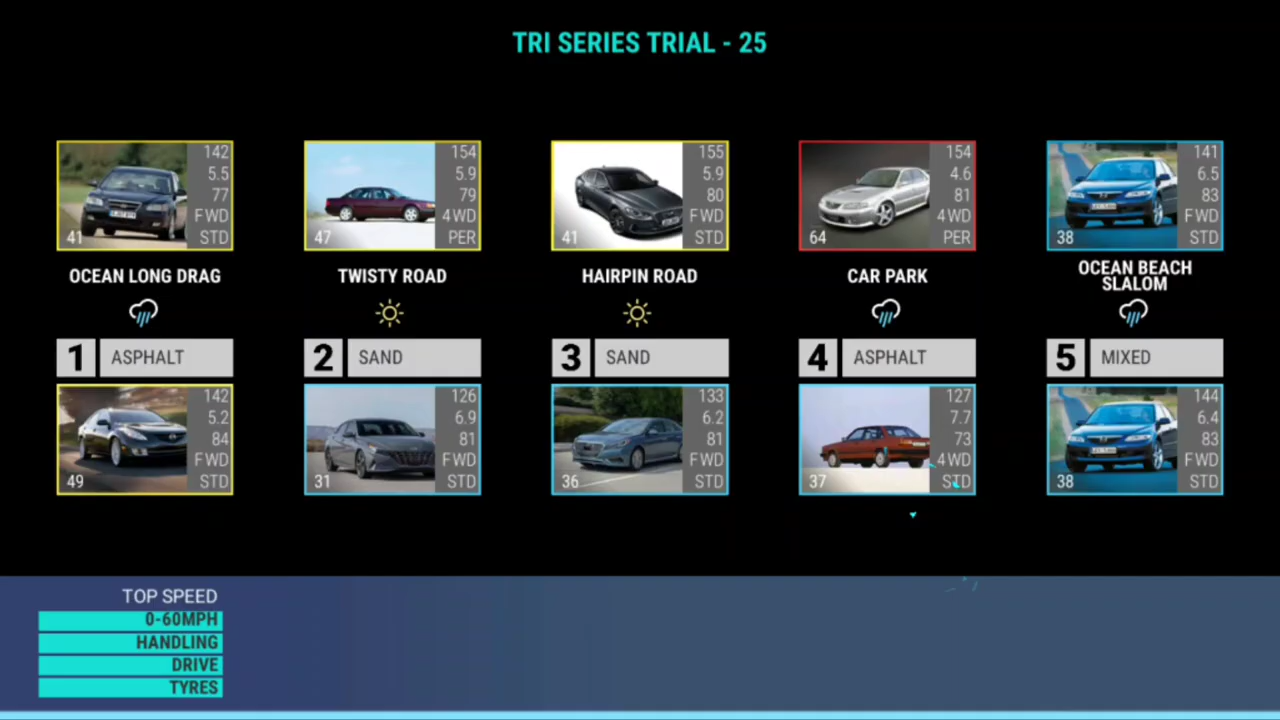 TRI SERIES TRIAL - 25
142
5.5
77
FWD
STD
41
154
5.9
79
4WD
PER
47
155
5.9
80
FWD
STD
41
154
4.6
81
4WD
PER
64
141
6.5
83
FWD
STD
38
OCEAN LONG DRAG
TWISTY ROAD
HAIRPIN ROAD
CAR PARK
OCEAN BEACH
SLALOM
1 ASPHALT
2 SAND
3 SAND
4 ASPHALT
5 MIXED
142
5.2
84
FWD
STD
49
126
6.9
81
FWD
STD
31
133
6.2
81
FWD
STD
36
127
7.7
73
4WD
STD
37
144
6.4
83
FWD
STD
38
TOP SPEED
0-60MPH
HANDLING
DRIVE
TYRES